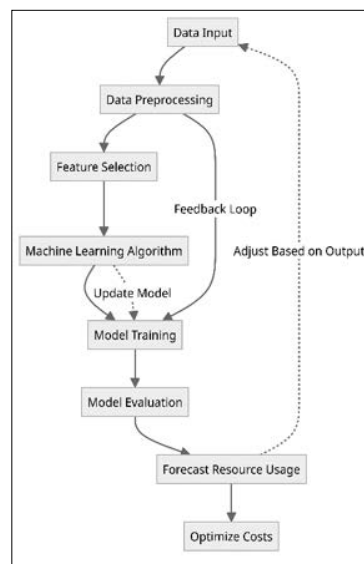 Data Input
Data Preprocessing
Feature Selection
Feedback Loop
Machine Learning Algorithm
Adjust Based on Output
Update Model
Model Training
Model Evaluation
Forecast Resource Usage
Optimize Costs